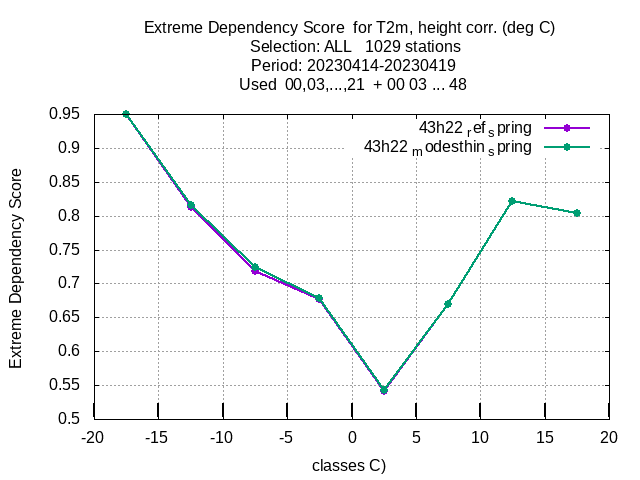 Extreme Dependency Score  for T2m, height corr. (deg C)
Selection: ALL   1029 stations
Period: 20230414-20230419
Used  00,03,...,21  + 00 03 ... 48
43h22 ref spring
43h22 modesthin spring
Extreme Dependency Score
0.95
0.9
0.85
0.8
0.75
0.7
0.65
0.6
0.55
0.5
-20 -15 -10 -5 0 5 10 15 20
classes C)